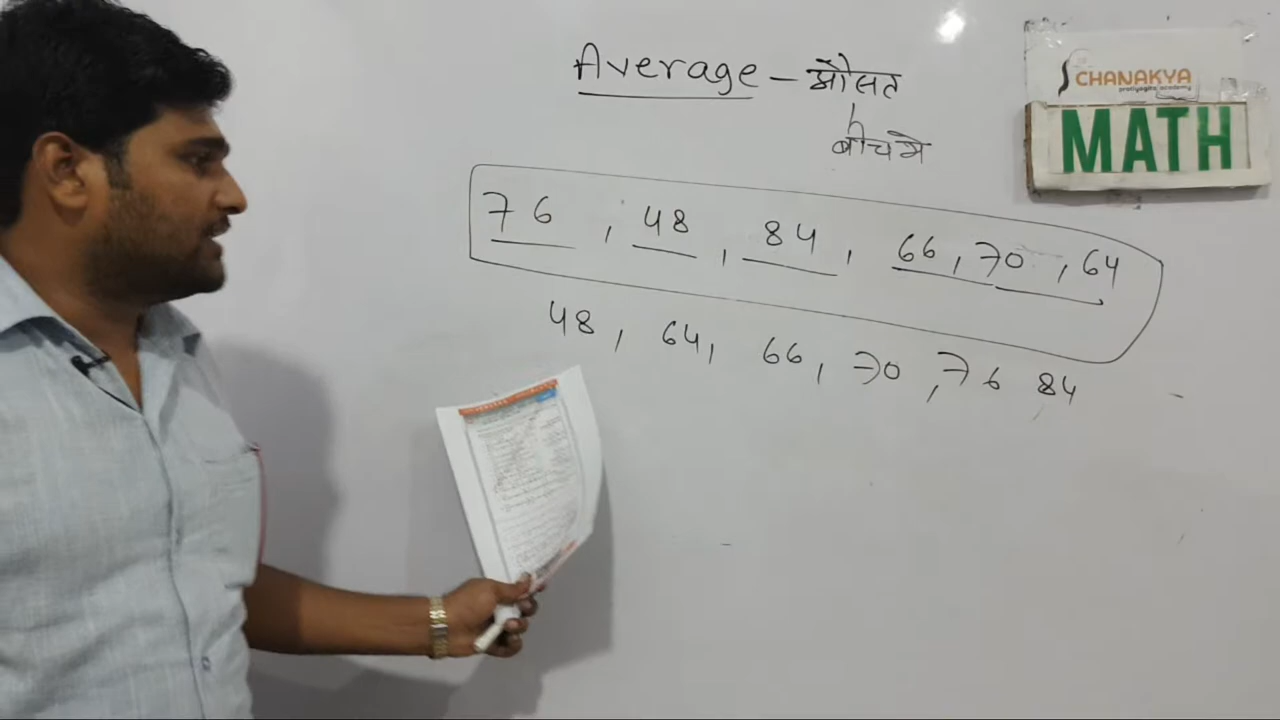 Average – औसत
बीच मे
76, 48, 84, 66, 70, 64
48, 64, 66, 70, 76 84
CHANAKYA
pratiyogita academy
MATH